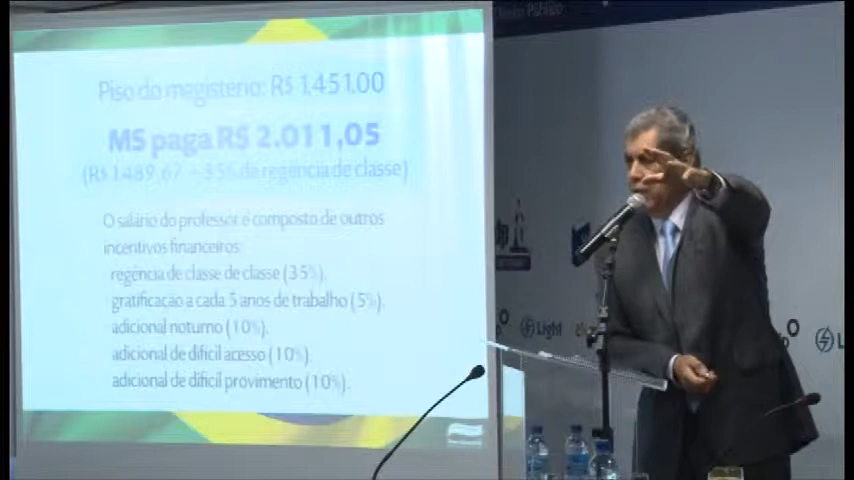 Piso do magistério: R$ 1.451,00
MS paga R$ 2.011,05
(R$ 1.489,67 + 35% de regência de classe)
O salário do professor é composto de outros
incentivos financeiros:
regência de classe de classe (35%),
gratificação a cada 5 anos de trabalho (5%),
adicional noturno (10%),
adicional de difícil acesso (10%),
adicional de difícil provimento (10%),
Público
Light